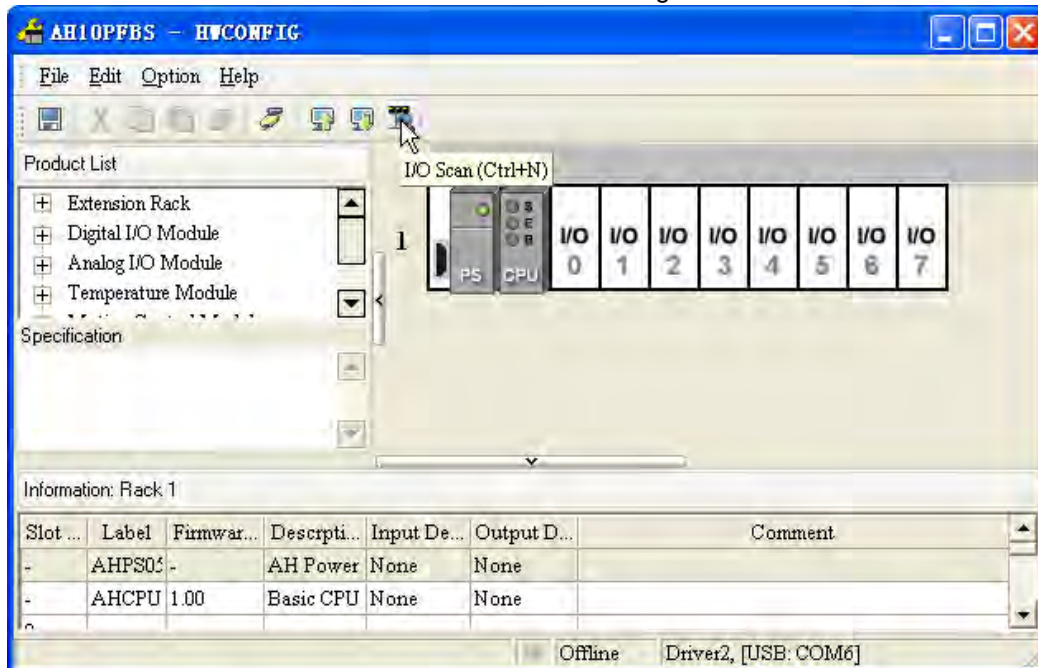 AH10PFBS - HWCONFIG
File Edit Option Help
Product List
I/O Scan (Ctrl+N)
Extension Rack
Digital I/O Module
Analog I/O Module
Temperature Module
Specification
1
PS CPU
S
E
B
I/O I/O I/O I/O I/O I/O I/O I/O
0 1 2 3 4 5 6 7
Information: Rack 1
Slot ... Label Firmwar... Descrpti... Input De... Output D... Comment
- AHPS05 - AH Power None None
- AHCPU 1.00 Basic CPU None None
Offline Driver2, [USB: COM6]